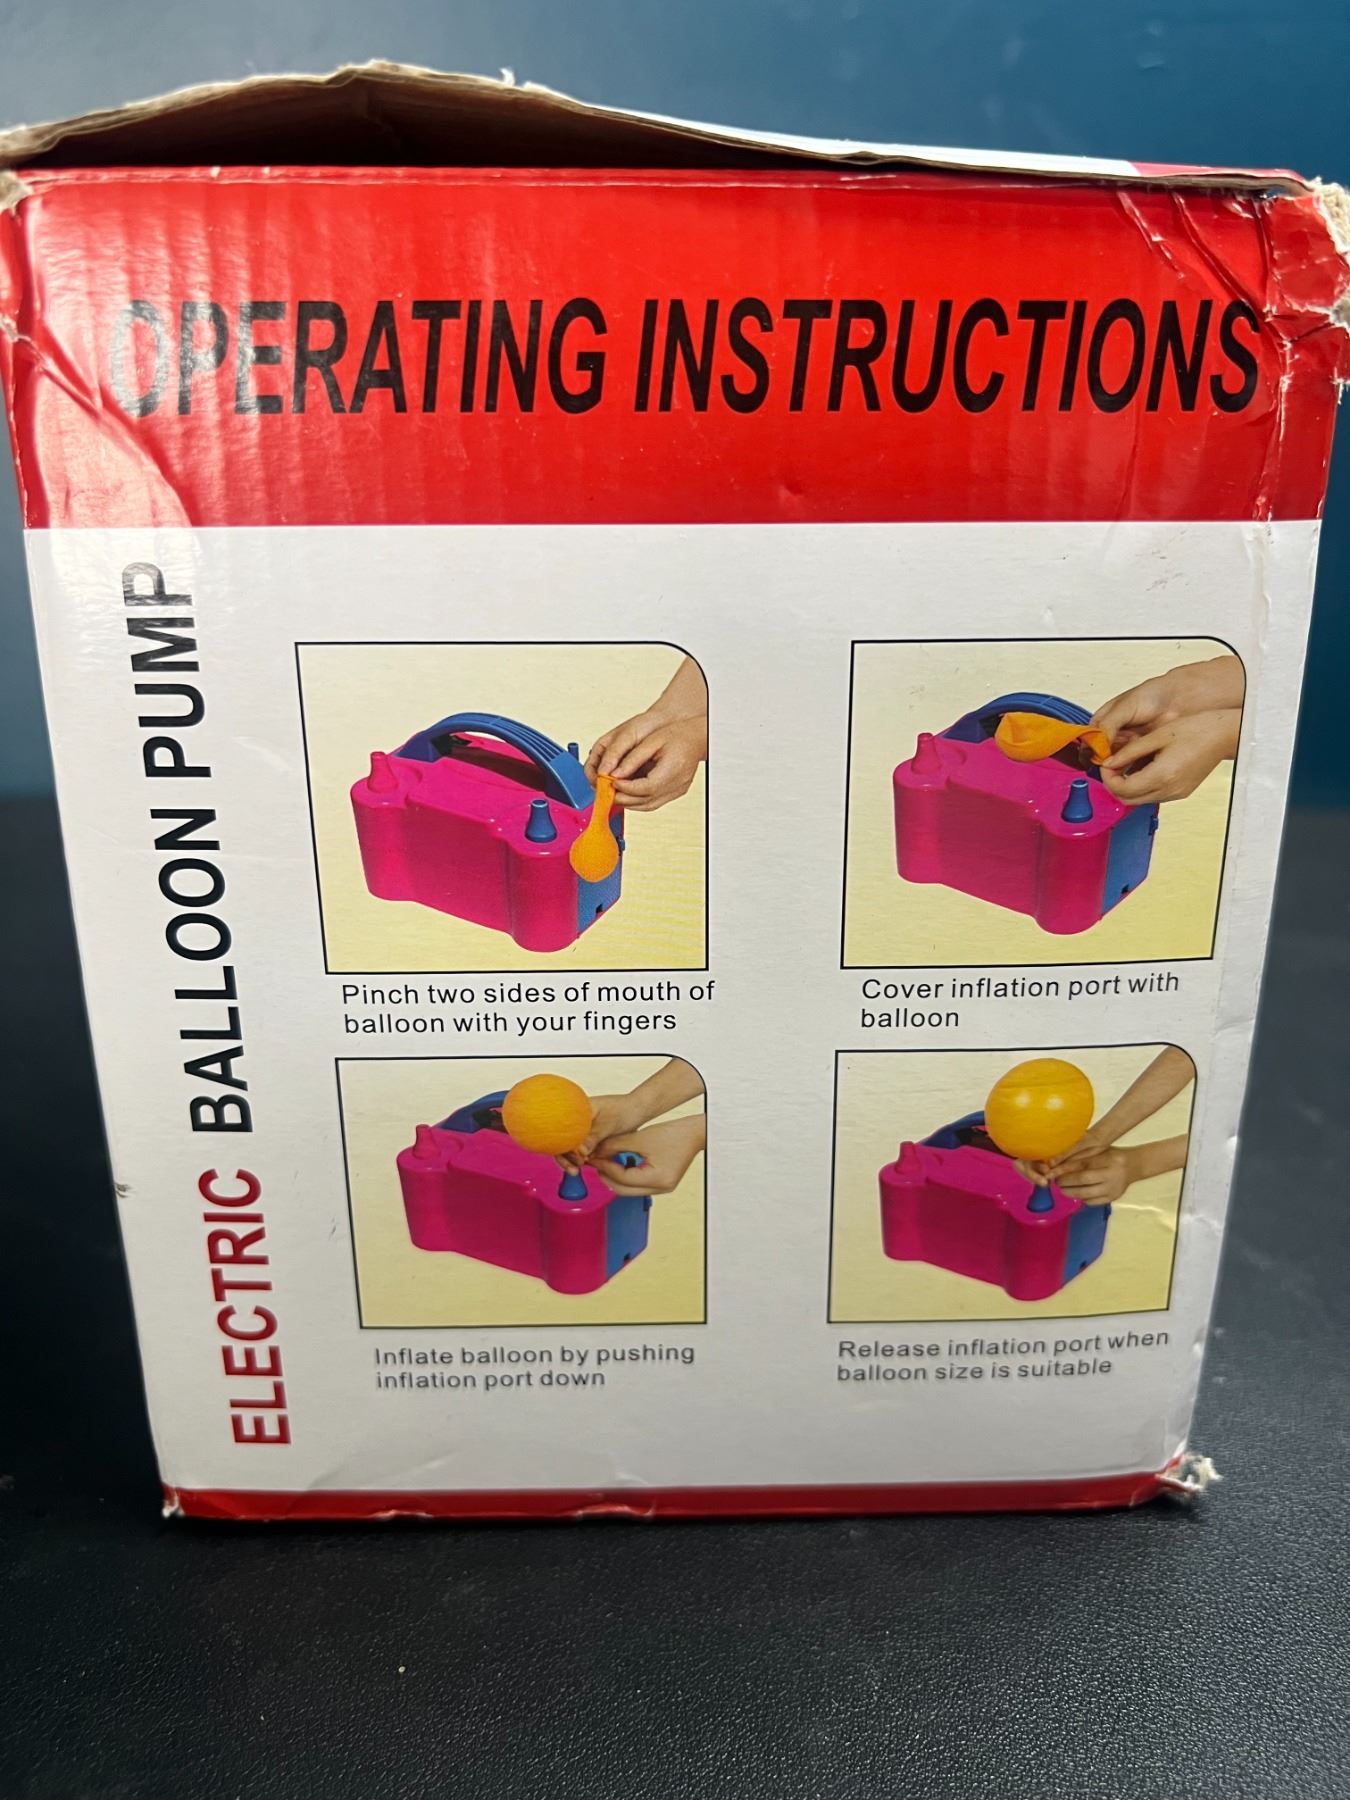 OPERATING INSTRUCTIONS
ELECTRIC BALLOON PUMP
Pinch two sides of mouth of
balloon with your fingers
Cover inflation port with
balloon
Inflate balloon by pushing
inflation port down
Release inflation port when
balloon size is suitable